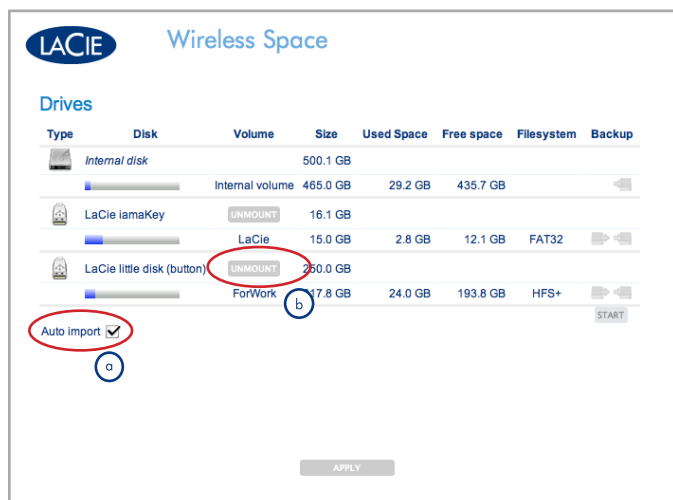 LACIE
Wireless Space
Drives
Type Disk Volume Size Used Space Free space Filesystem Backup
Internal disk 500.1 GB
Internal volume 465.0 GB 29.2 GB 435.7 GB
LaCie iamaKey UNMOUNT 16.1 GB
LaCie 15.0 GB 2.8 GB 12.1 GB FAT32
LaCie little disk (button) UNMOUNT 250.0 GB
ForWork 17.8 GB 24.0 GB 193.8 GB HFS+
b
START
Auto import
a
APPLY